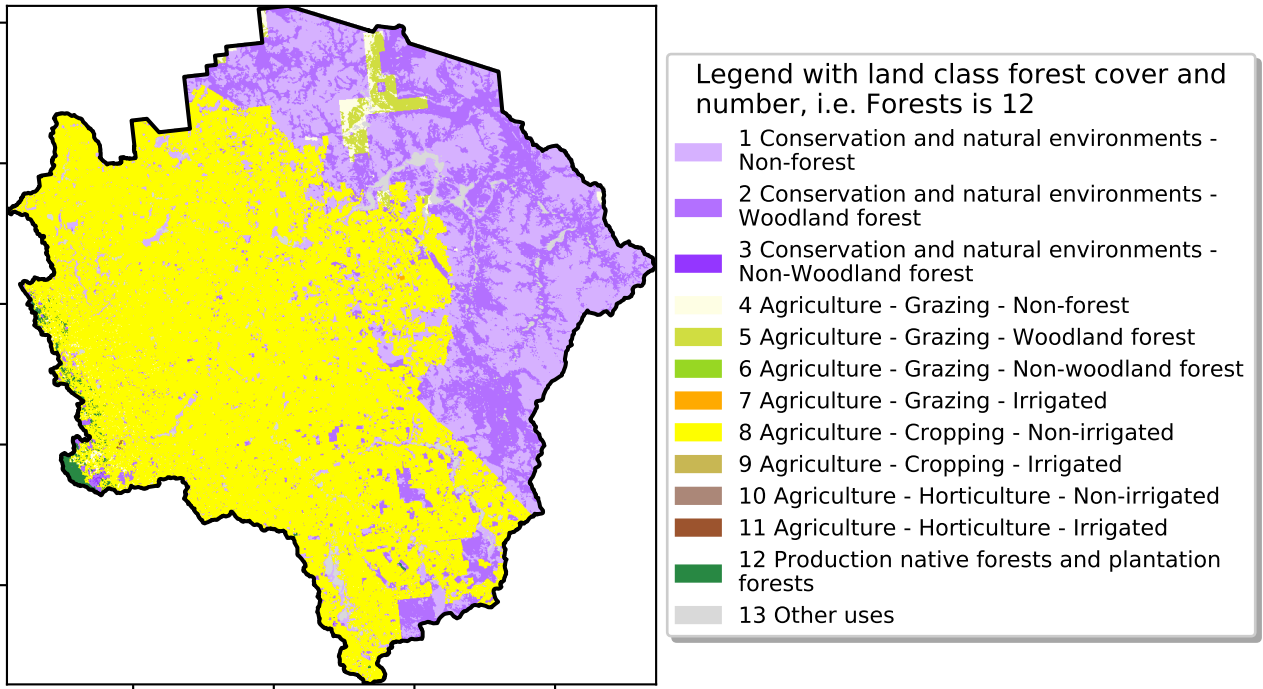 Legend with land class forest cover and
number, i.e. Forests is 12
1 Conservation and natural environments -
Non-forest
2 Conservation and natural environments -
Woodland forest
3 Conservation and natural environments -
Non-Woodland forest
4 Agriculture - Grazing - Non-forest
5 Agriculture - Grazing - Woodland forest
6 Agriculture - Grazing - Non-woodland forest
7 Agriculture - Grazing - Irrigated
8 Agriculture - Cropping - Non-irrigated
9 Agriculture - Cropping - Irrigated
10 Agriculture - Horticulture - Non-irrigated
11 Agriculture - Horticulture - Irrigated
12 Production native forests and plantation
forests
13 Other uses